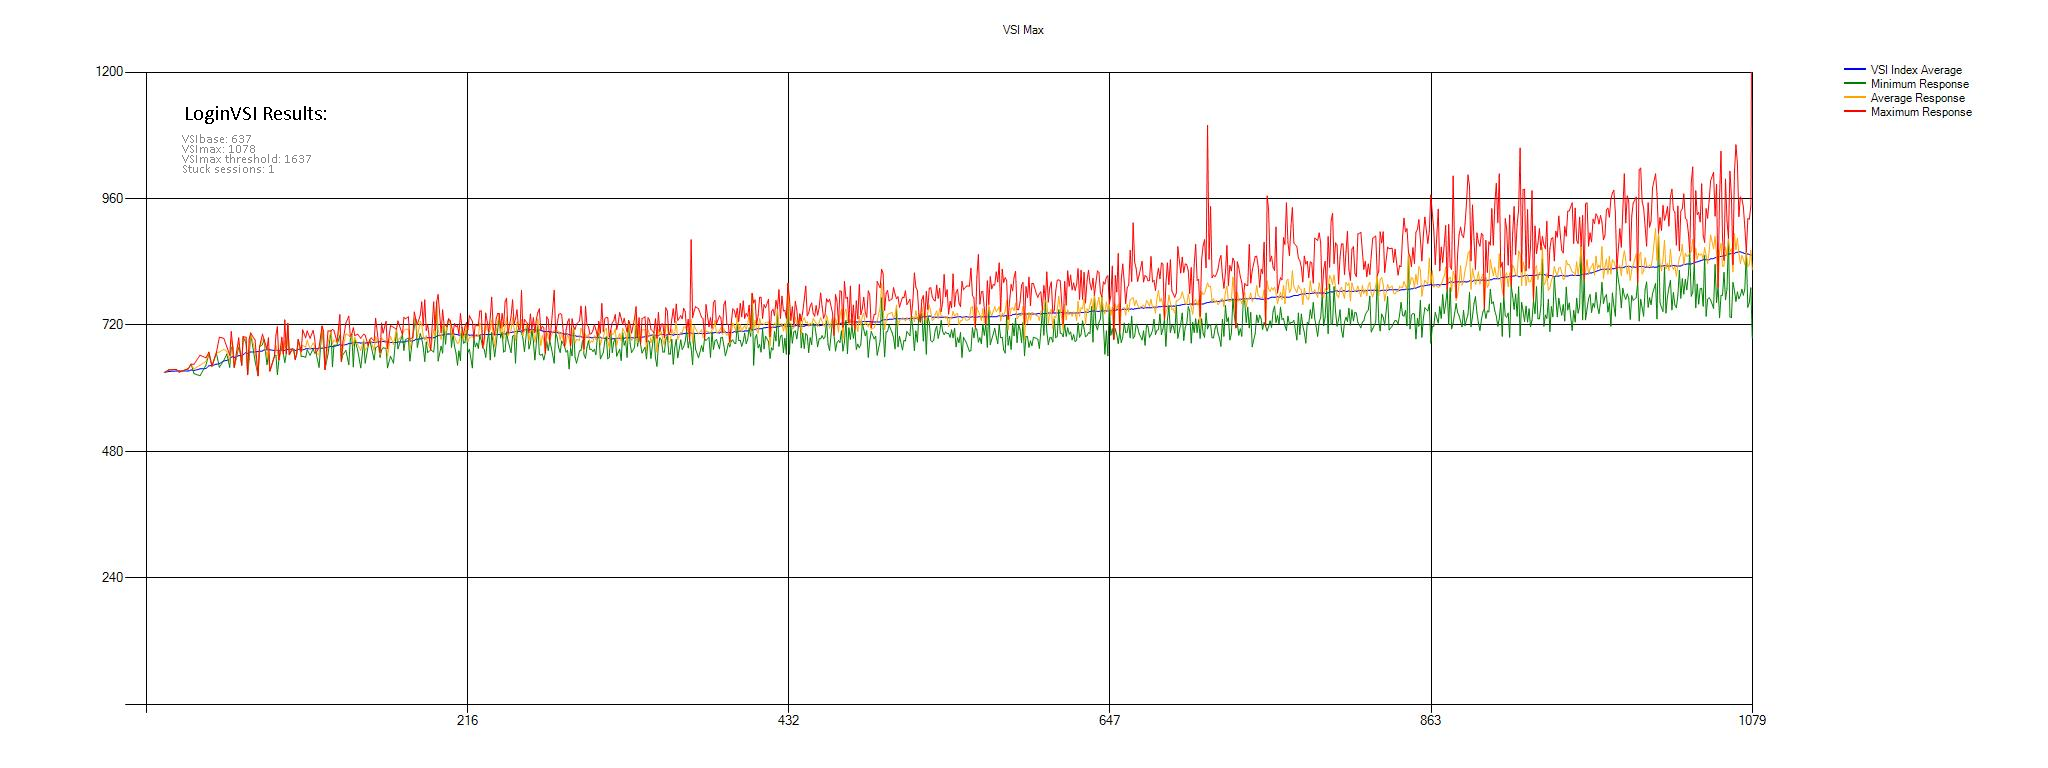 VSI Max
1200
960
720
480
240
LoginVSI Results:
VSIbase: 637
VSImax: 1078
VSImax threshold: 1637
Stuck sessions: 1
216
432
647
863
1079
VSI Index Average
Minimum Response
Average Response
Maximum Response